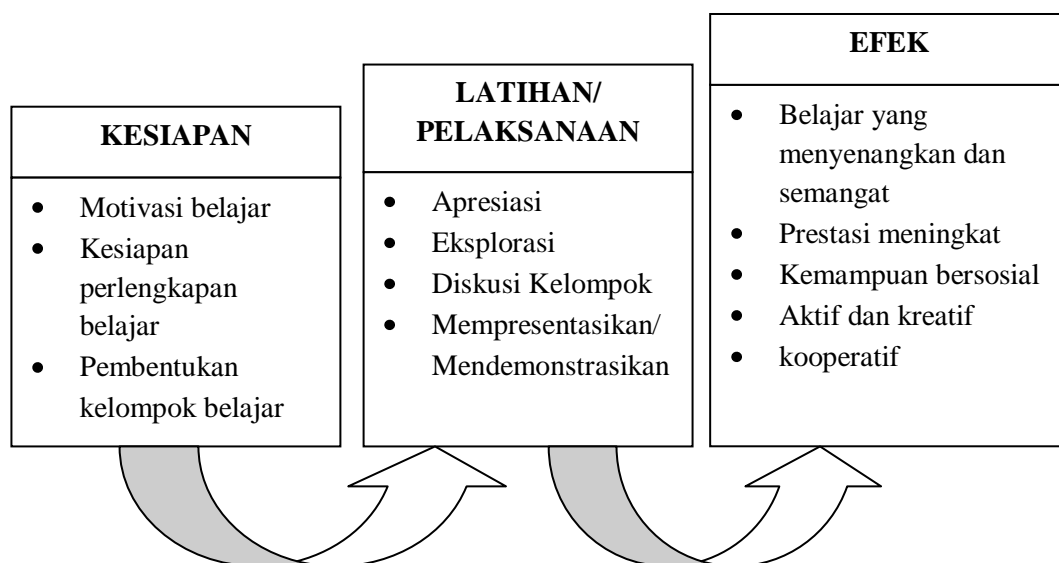 KESIAPAN
• Motivasi belajar
• Kesiapan
perlengkapan
belajar
• Pembentukan
kelompok belajar
LATIHAN/
PELAKSANAAN
• Apresiasi
• Eksplorasi
• Diskusi Kelompok
• Mempresentasikan/
Mendemonstrasikan
EFEK
• Belajar yang
menyenangkan dan
semangat
• Prestasi meningkat
• Kemampuan bersosial
• Aktif dan kreatif
• kooperatif